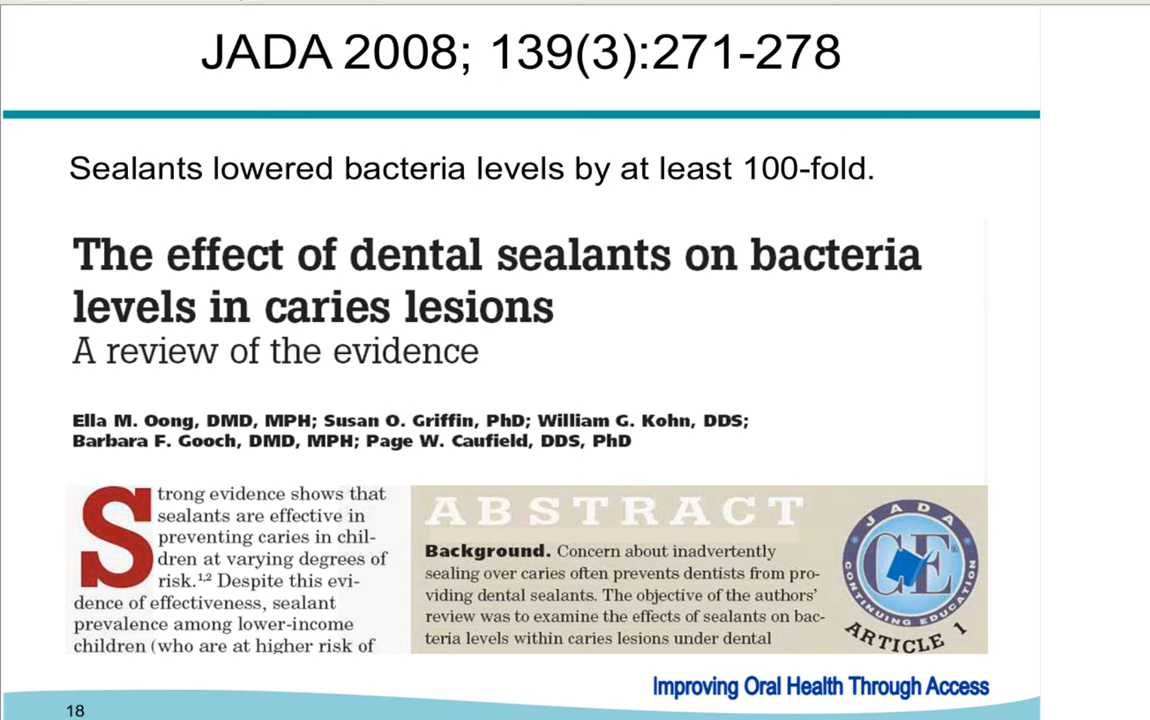 JADA 2008; 139(3):271-278
Sealants lowered bacteria levels by at least 100-fold.
The effect of dental sealants on bacteria
levels in caries lesions
A review of the evidence
Ella M. Oong, DMD, MPH; Susan O. Griffin, PhD; William G. Kohn, DDS;
Barbara F. Gooch, DMD, MPH; Page W. Caufield, DDS, PhD
Strong evidence shows that
sealants are effective in
preventing caries in chil-
dren at varying degrees of
risk.1,2 Despite this evi-
dence of effectiveness, sealant
prevalence among lower-income
children (who are at higher risk of
ABSTRACT
Background. Concern about inadvertently
sealing over caries often prevents dentists from pro-
viding dental sealants. The objective of the authors'
review was to examine the effects of sealants on bac-
teria levels within caries lesions under dental
JADA
CE®
CONTINUING EDUCATION
ARTICLE 1
Improving Oral Health Through Access
18